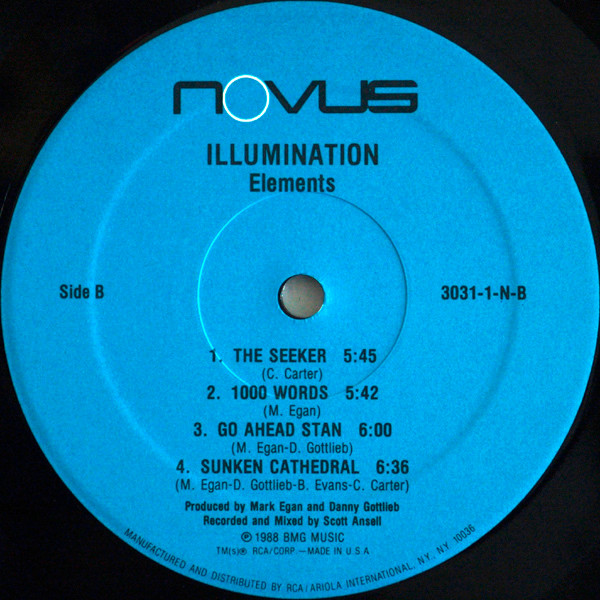 NOVUS
ILLUMINATION
Elements
Side B
3031-1-N-B
1. THE SEEKER 5:45
(C. Carter)
2. 1000 WORDS 5:42
(M. Egan)
3. GO AHEAD STAN 6:00
(M. Egan-D. Gottlieb)
4. SUNKEN CATHEDRAL 6:36
(M. Egan-D. Gottlieb-B. Evans-C. Carter)
Produced by Mark Egan and Danny Gottlieb
Recorded and Mixed by Scott Ansell
℗ 1988 BMG MUSIC
TM(s)® RCA/CORP.—MADE IN U.S.A
MANUFACTURED AND DISTRIBUTED BY RCA/ARIOLA INTERNATIONAL, N.Y., NY 10036